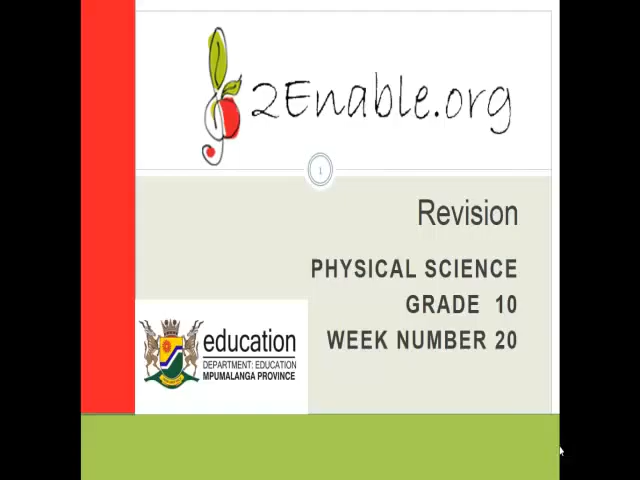 2Enable.org
1
Revision
PHYSICAL SCIENCE
GRADE 10
WEEK NUMBER 20
education
DEPARTMENT: EDUCATION
MPUMALANGA PROVINCE